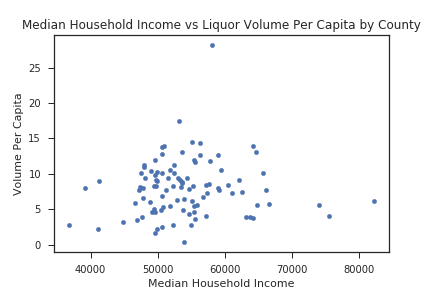 Median Household Income vs Liquor Volume Per Capita by County
25
20
15
10
5
0
Volume Per Capita
40000 50000 60000 70000 80000
Median Household Income